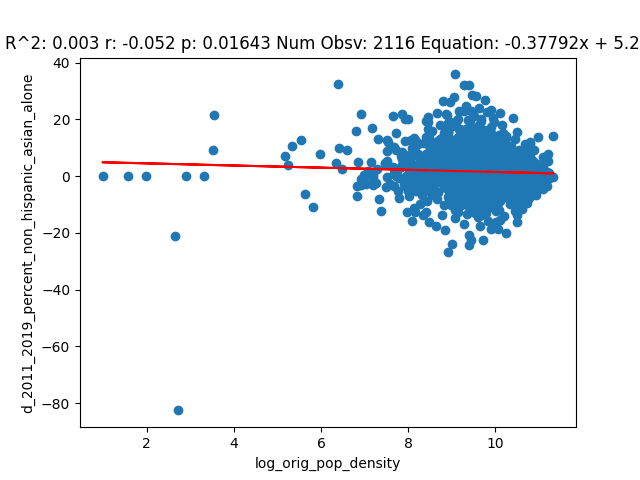 R^2: 0.003 r: -0.052 p: 0.01643 Num Obsv: 2116 Equation: -0.37792x + 5.2
d_2011_2019_percent_non_hispanic_asian_alone
40
20
0
−20
−40
−60
−80
2 4 6 8 10
log_orig_pop_density